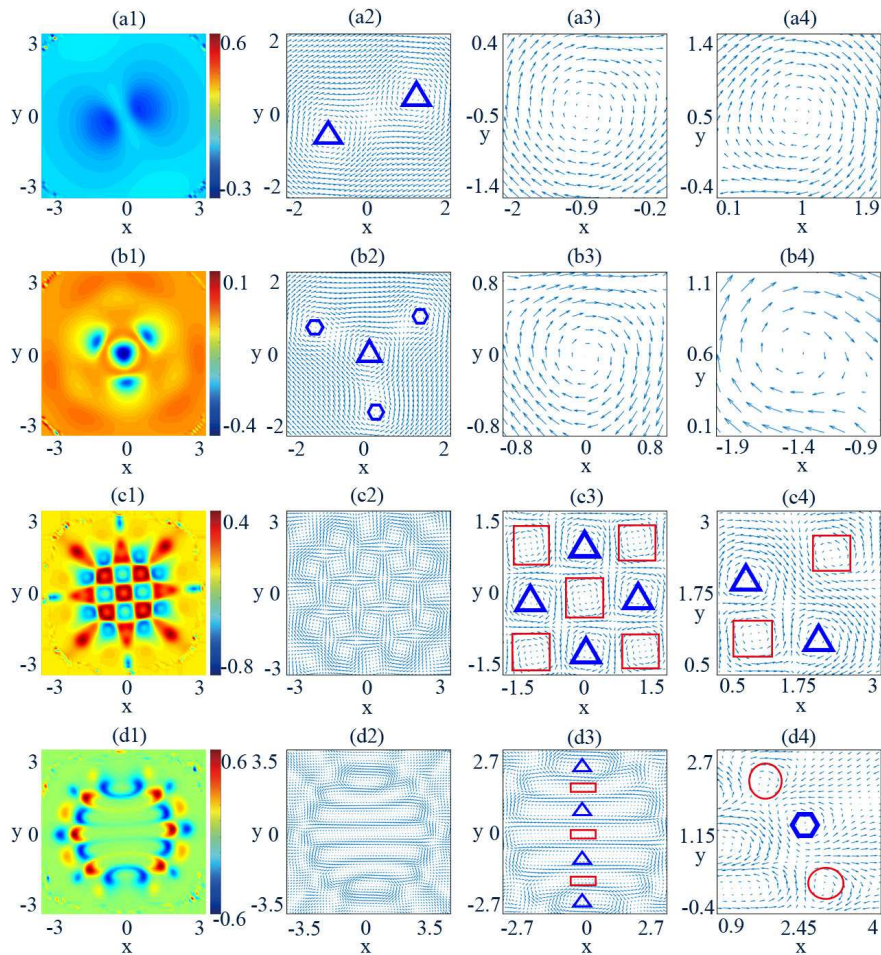 (a1) (a2) (a3) (a4)
3 0.6 2 0.4 1.4
y 0 y 0 -0.5 0.5
y y
-3 -0.3 -2 -1.4 -0.4
-3 0 3 -2 0 2 -2 -0.9 -0.2 0.1 1 1.9
x x x x
(b1) (b2) (b3) (b4)
3 0.1 2 0.8 1.1
y 0 y 0 y 0 0.6
y
-3 -0.4 -2 -0.8 0.1
-3 0 3 -2 0 2 -0.8 0 0.8 -1.9 -1.4 -0.9
x x x x
(c1) (c2) (c3) (c4)
3 0.4 3 1.5 3
y 0 y 0 y 0 1.75
y
-3 -0.8 -3 -1.5 0.5
-3 0 3 -3 0 3 -1.5 0 1.5 0.5 1.75 3
x x x x
(d1) (d2) (d3) (d4)
3 0.6 3.5 2.7 2.7
y 0 y 0 y 0 1.15
y
-3 -0.6 -3.5 -2.7 -0.4
-3 0 3 -3.5 0 3.5 -2.7 0 2.7 0.9 2.45 4
x x x x